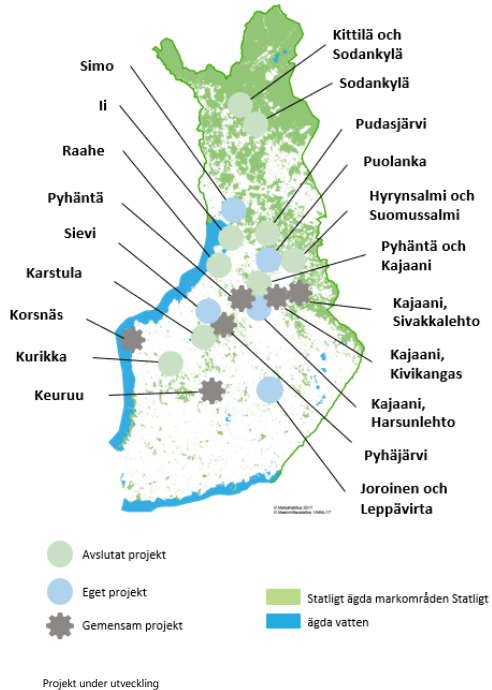 Kittilä och
Sodankylä
Simo
Sodankylä
Ii
Pudasjärvi
Raahe
Puolanka
Pyhäntä
Hyrynsalmi och
Suomussalmi
Sievi
Pyhäntä och
Kajaani
Karstula
Korsnäs
Kajaani,
Sivakkalehto
Kurikka
Kajaani,
Kivikangas
Keuruu
Kajaani,
Harsunlehto
Pyhäjärvi
Joroinen och
Leppävirta
© Metsähallitus 2017
Avslutat projekt
Eget projekt
Statligt ägda markområden Statligt
Gemensam projekt
ägda vatten
Projekt under utveckling